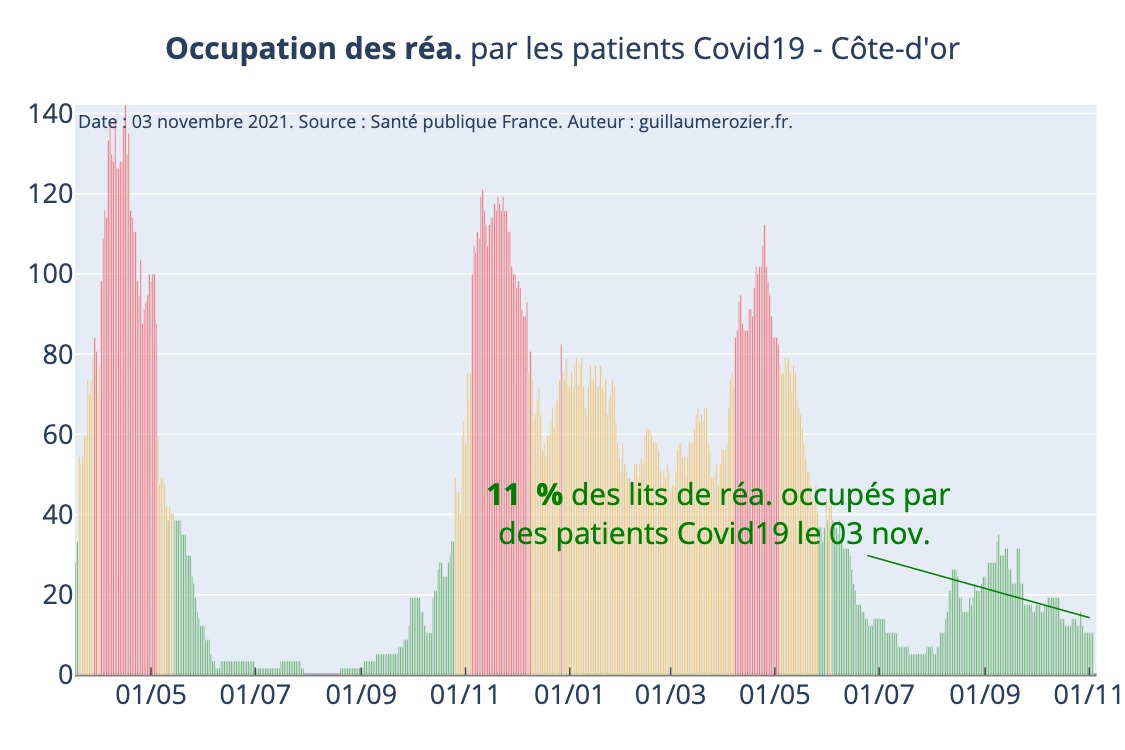 Occupation des réa. par les patients Covid19 - Côte-d'or
140
Date : 03 novembre 2021. Source : Santé publique France. Auteur : guillaumerozier.fr.
120
100
80
60
11 % des lits de réa. occupés par
40
des patients Covid19 le 03 nov.
20
0
01/05 01/07 01/09 01/11 01/01 01/03 01/05 01/07 01/09 01/11